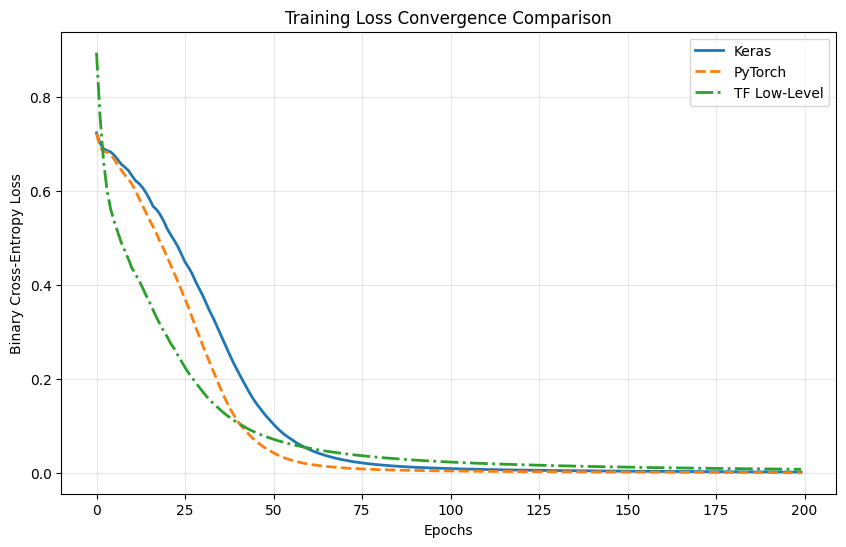 Training Loss Convergence Comparison
Keras
PyTorch
TF Low-Level
Binary Cross-Entropy Loss
0.8
0.6
0.4
0.2
0.0
0 25 50 75 100 125 150 175 200
Epochs